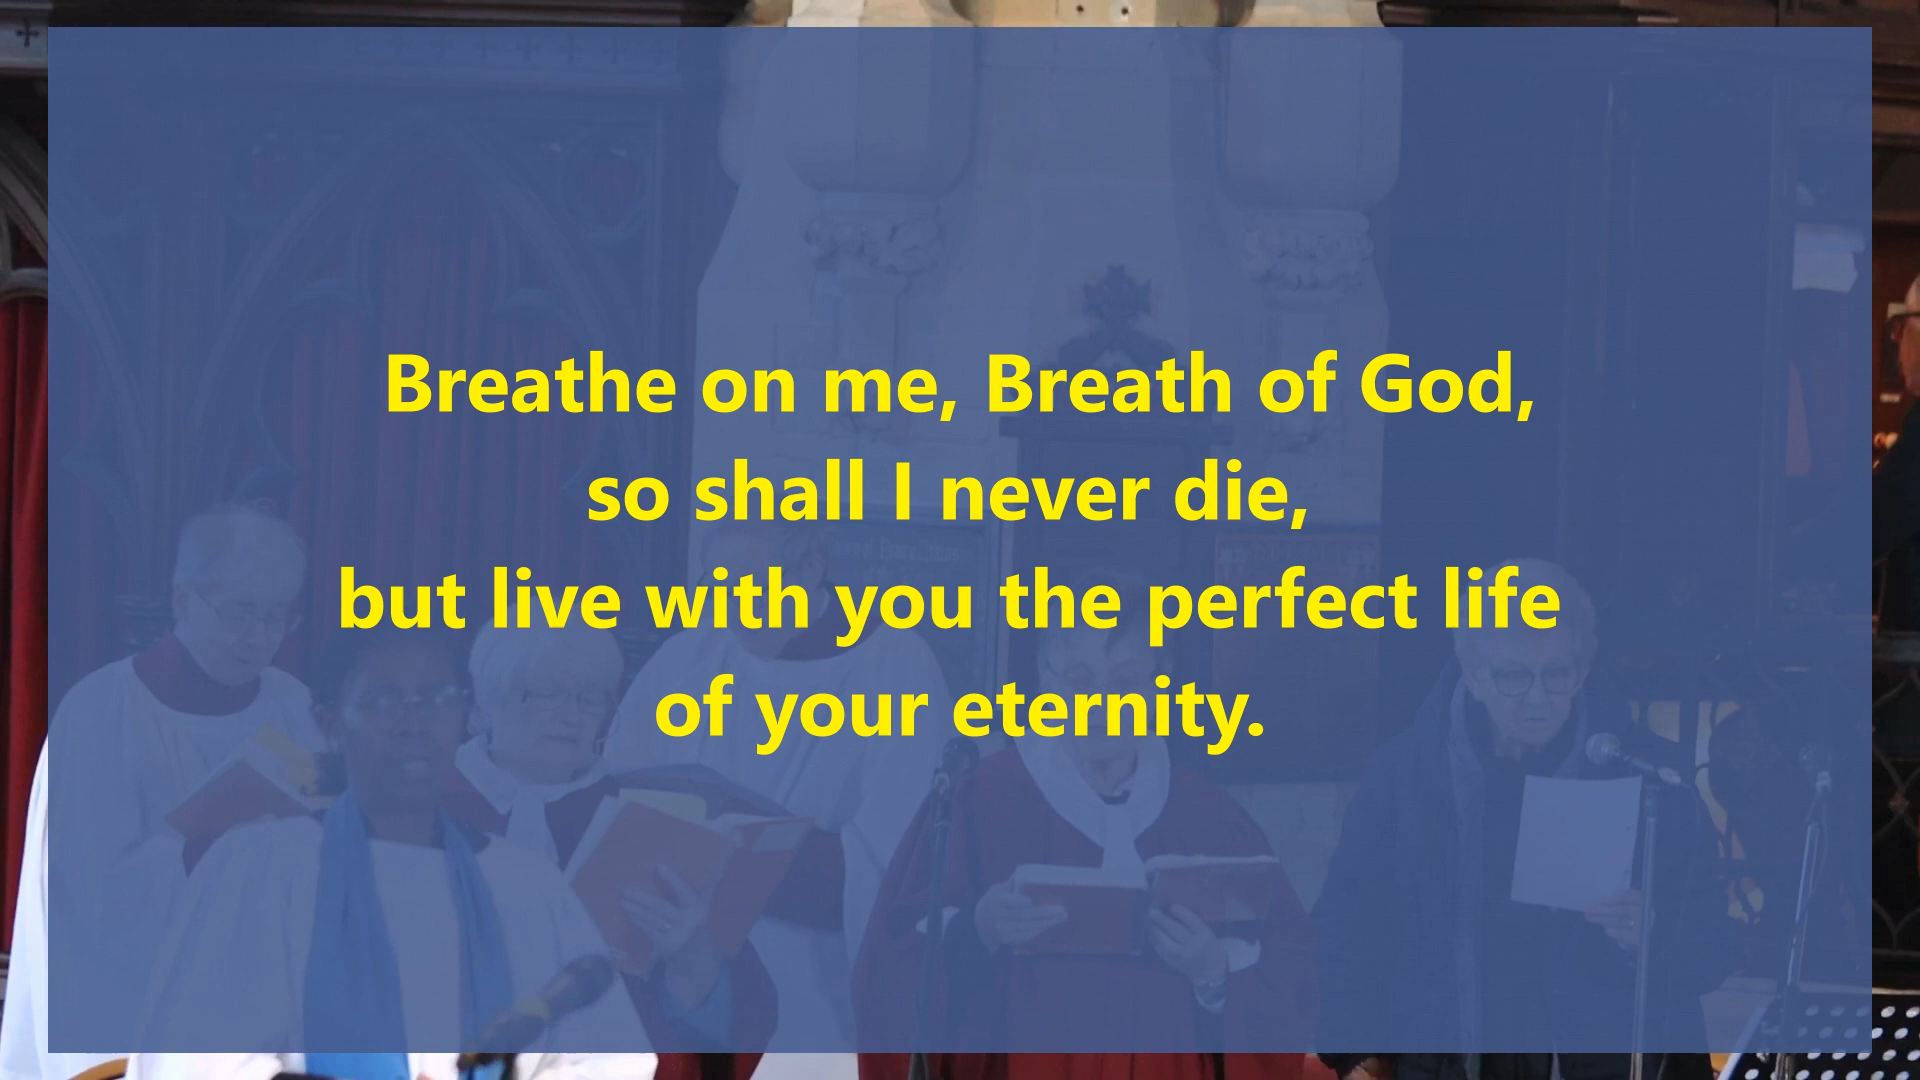 Breathe on me, Breath of God,
so shall I never die,
but live with you the perfect life
of your eternity.